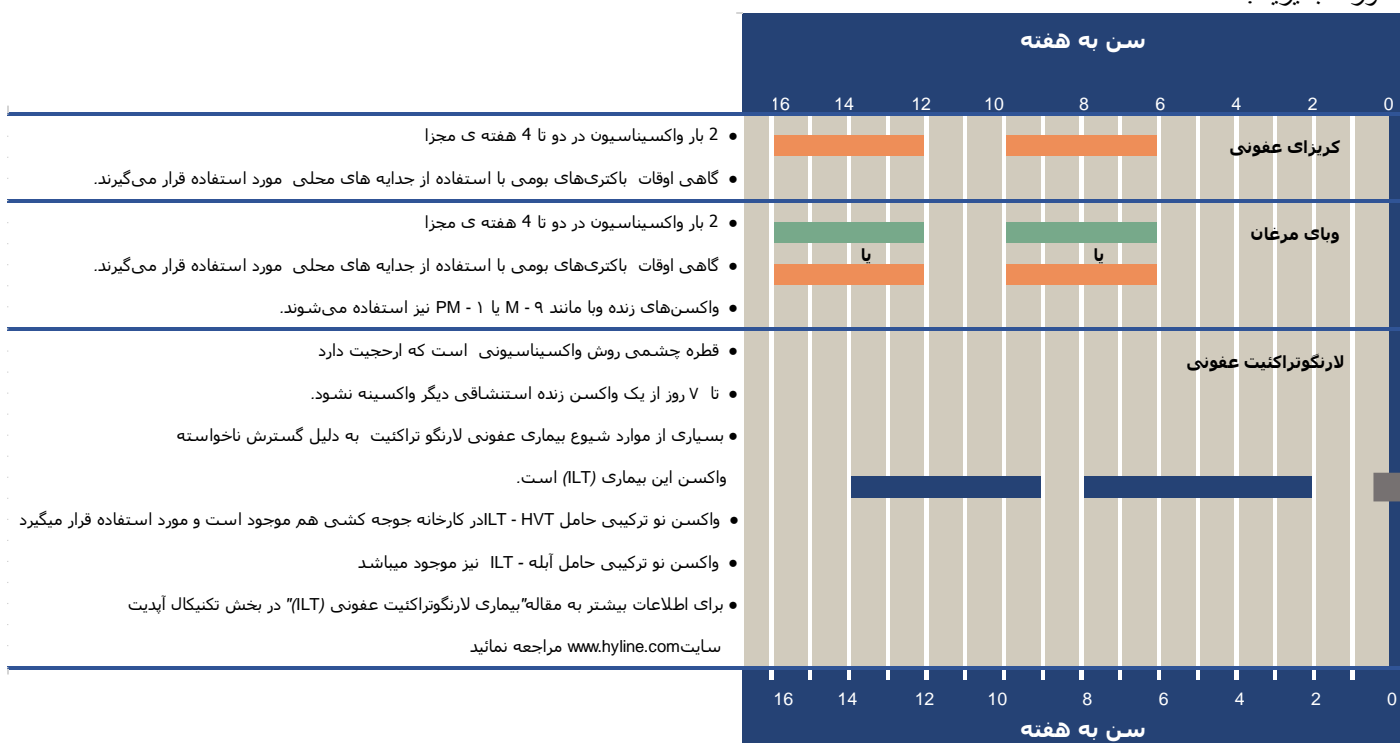 سن به هفته
16 14 12 10 8 6 4 2 0
کریزای عفونی
● 2 بار واکسیناسیون در دو تا 4 هفته ی مجزا
● گاهی اوقات باکتری‌های بومی با استفاده از جدایه های محلی مورد استفاده قرار می‌گیرند.
وبای مرغان
یا
یا
● 2 بار واکسیناسیون در دو تا 4 هفته ی مجزا
● گاهی اوقات باکتری‌های بومی با استفاده از جدایه های محلی مورد استفاده قرار می‌گیرند.
● واکسن‌های زنده وبا مانند M - ۹ یا PM - ۱ نیز استفاده می‌شوند.
لارنگوتراکئیت عفونی
● قطره چشمی روش واکسیناسیونی است که ارجحیت دارد
● تا ۷ روز از یک واکسن زنده استنشاقی دیگر واکسینه نشود.
● بسیاری از موارد شیوع بیماری عفونی لارنگو تراکئیت به دلیل گسترش ناخواسته
واکسن این بیماری (ILT) است.
● واکسن نو ترکیبی حامل ILT - HVTدر کارخانه جوجه کشی هم موجود است و مورد استفاده قرار میگیرد
● واکسن نو ترکیبی حامل آبله - ILT نیز موجود میباشد
● برای اطلاعات بیشتر به مقاله"بیماری لارنگوتراکئیت عفونی (ILT)" در بخش تکنیکال آپدیت
سایتwww.hyline.com مراجعه نمائید
16 14 12 10 8 6 4 2 0
سن به هفته